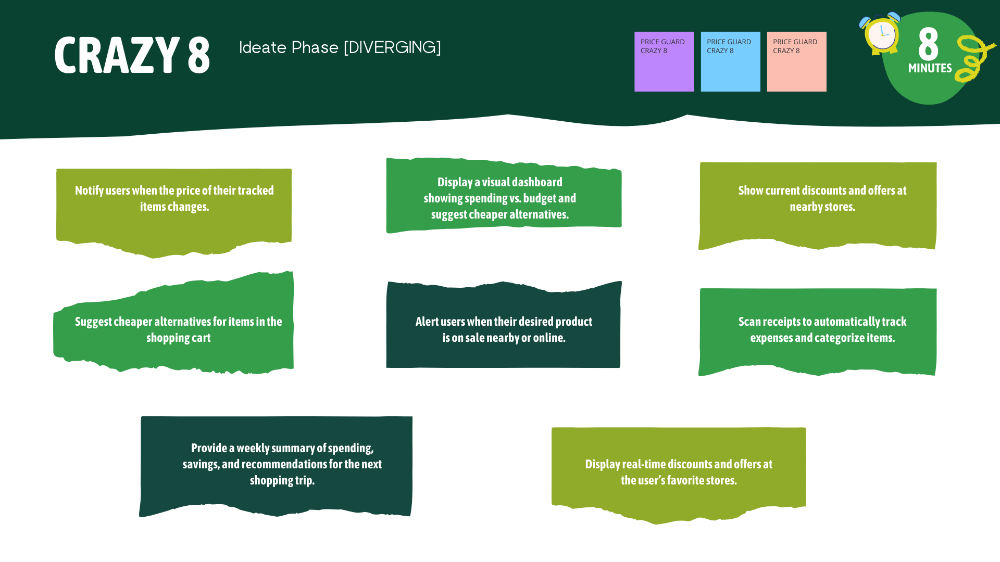 CRAZY 8
Ideate Phase [DIVERGING]
PRICE GUARD
CRAZY 8
PRICE GUARD
CRAZY 8
PRICE GUARD
CRAZY 8
8
MINUTES
Notify users when the price of their tracked
items changes.
Display a visual dashboard
showing spending vs. budget and
suggest cheaper alternatives.
Show current discounts and offers at
nearby stores.
Suggest cheaper alternatives for items in the
shopping cart
Alert users when their desired product
is on sale nearby or online.
Scan receipts to automatically track
expenses and categorize items.
Provide a weekly summary of spending,
savings, and recommendations for the next
shopping trip.
Display real-time discounts and offers at
the user’s favorite stores.